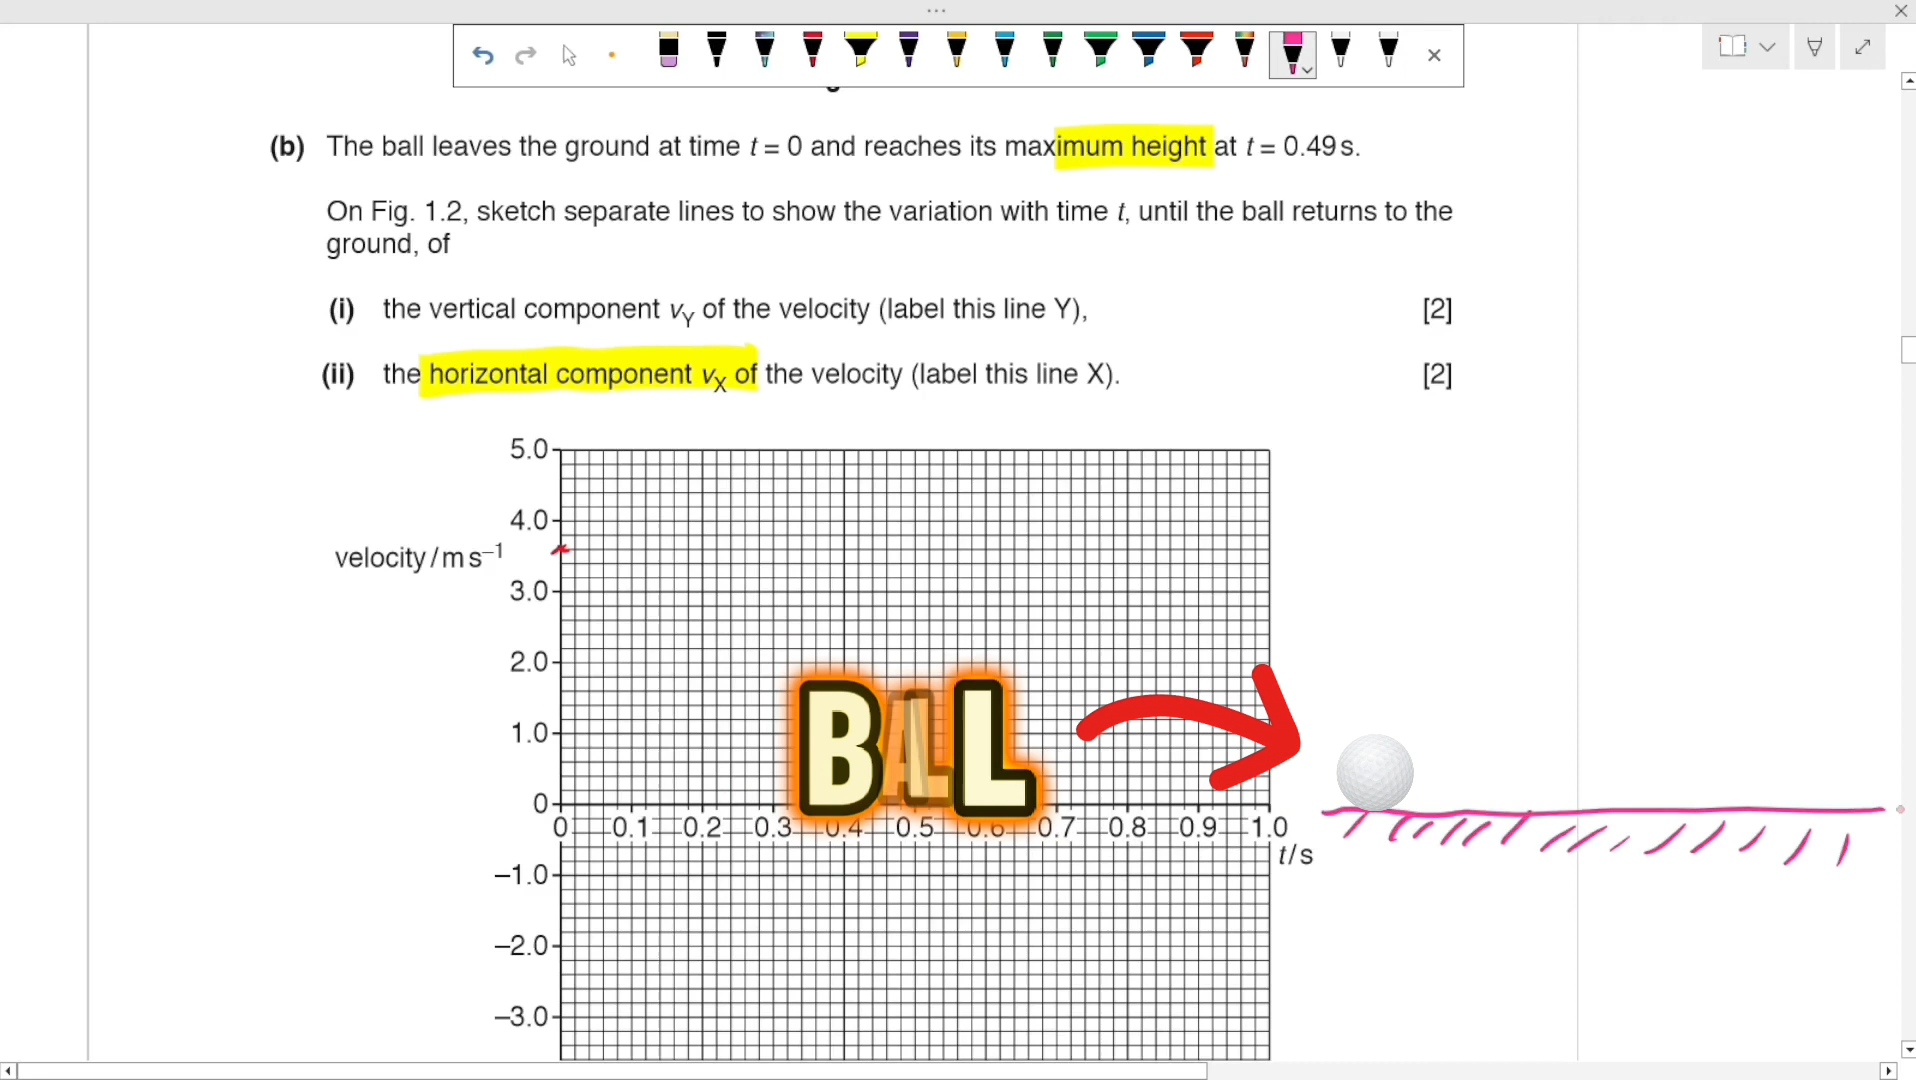 (b) The ball leaves the ground at time t = 0 and reaches its maximum height at t = 0.49 s.
On Fig. 1.2, sketch separate lines to show the variation with time t, until the ball returns to the
ground, of
(i) the vertical component vY of the velocity (label this line Y), [2]
(ii) the horizontal component vX of the velocity (label this line X). [2]
5.0
4.0
velocity / m s⁻¹
3.0
2.0
1.0
BALL
0
0 0.1 0.2 0.3 0.4 0.5 0.6 0.7 0.8 0.9 1.0
t / s
–1.0
–2.0
–3.0